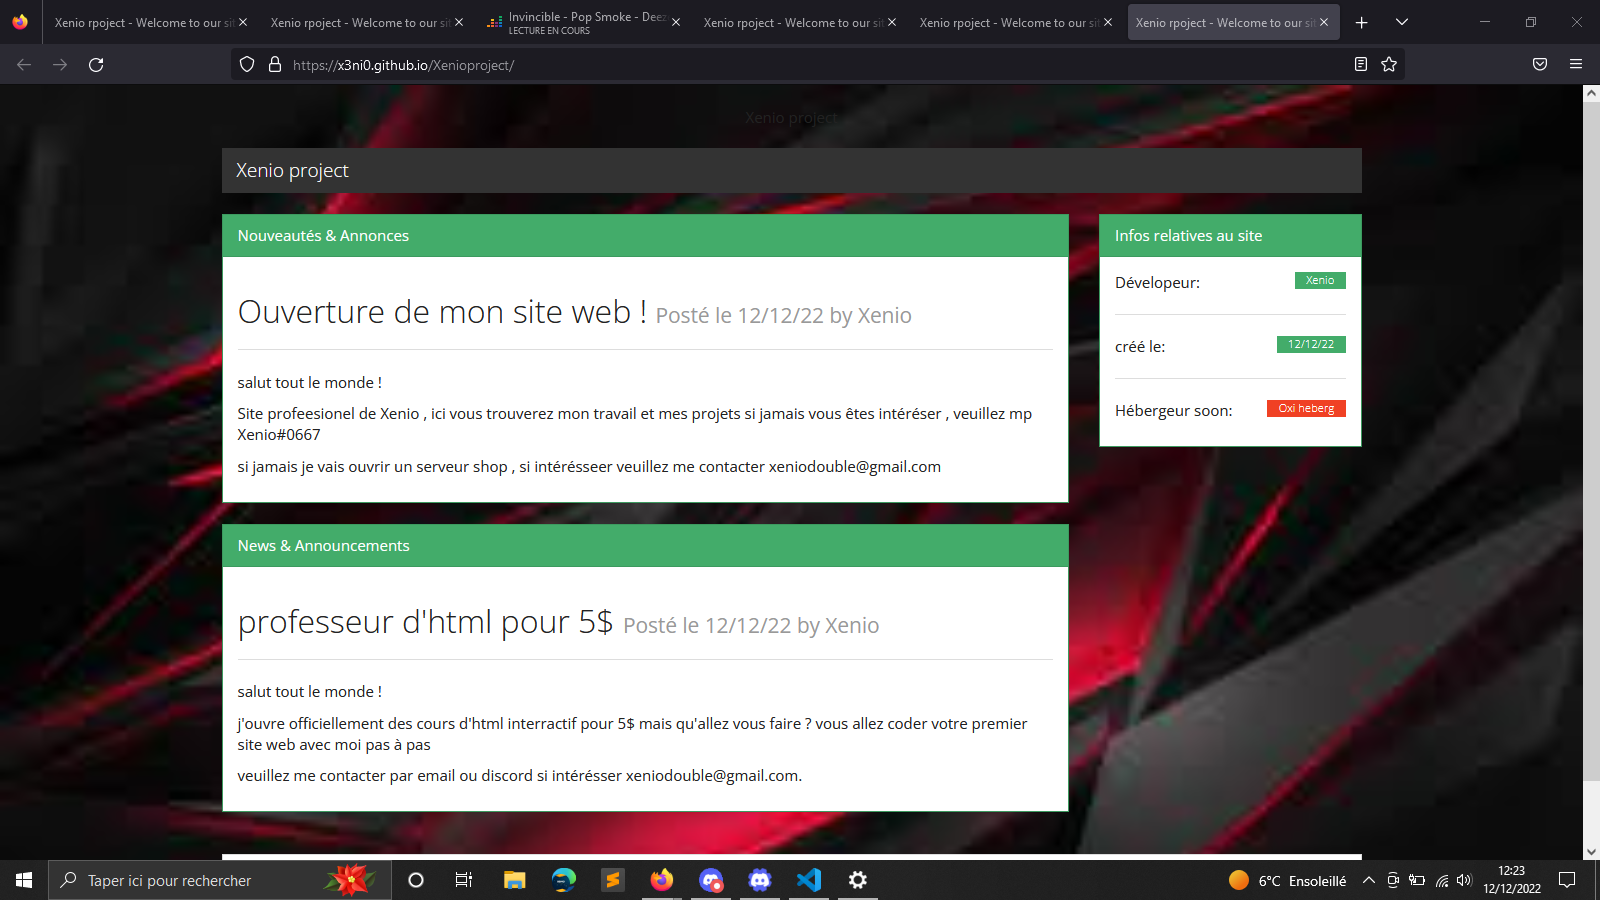 Xenio rpoject - Welcome to our sit
Xenio rpoject - Welcome to our sit
Invincible - Pop Smoke - Deez
LECTURE EN COURS
Xenio rpoject - Welcome to our sit
Xenio rpoject - Welcome to our sit
Xenio rpoject - Welcome to our sit
https://x3ni0.github.io/Xenioproject/
Xenio project
Xenio project
Nouveautés & Annonces
Ouverture de mon site web ! Posté le 12/12/22 by Xenio
salut tout le monde !
Site profeesionel de Xenio , ici vous trouverez mon travail et mes projets si jamais vous êtes intéréser , veuillez mp
Xenio#0667
si jamais je vais ouvrir un serveur shop , si intérésseer veuillez me contacter xeniodouble@gmail.com
Infos relatives au site
Dévelopeur: Xenio
créé le: 12/12/22
Hébergeur soon: Oxi heberg
News & Announcements
professeur d'html pour 5$ Posté le 12/12/22 by Xenio
salut tout le monde !
j'ouvre officiellement des cours d'html interractif pour 5$ mais qu'allez vous faire ? vous allez coder votre premier
site web avec moi pas à pas
veuillez me contacter par email ou discord si intérésser xeniodouble@gmail.com.
Taper ici pour rechercher
6°C Ensoleillé
12:23
12/12/2022